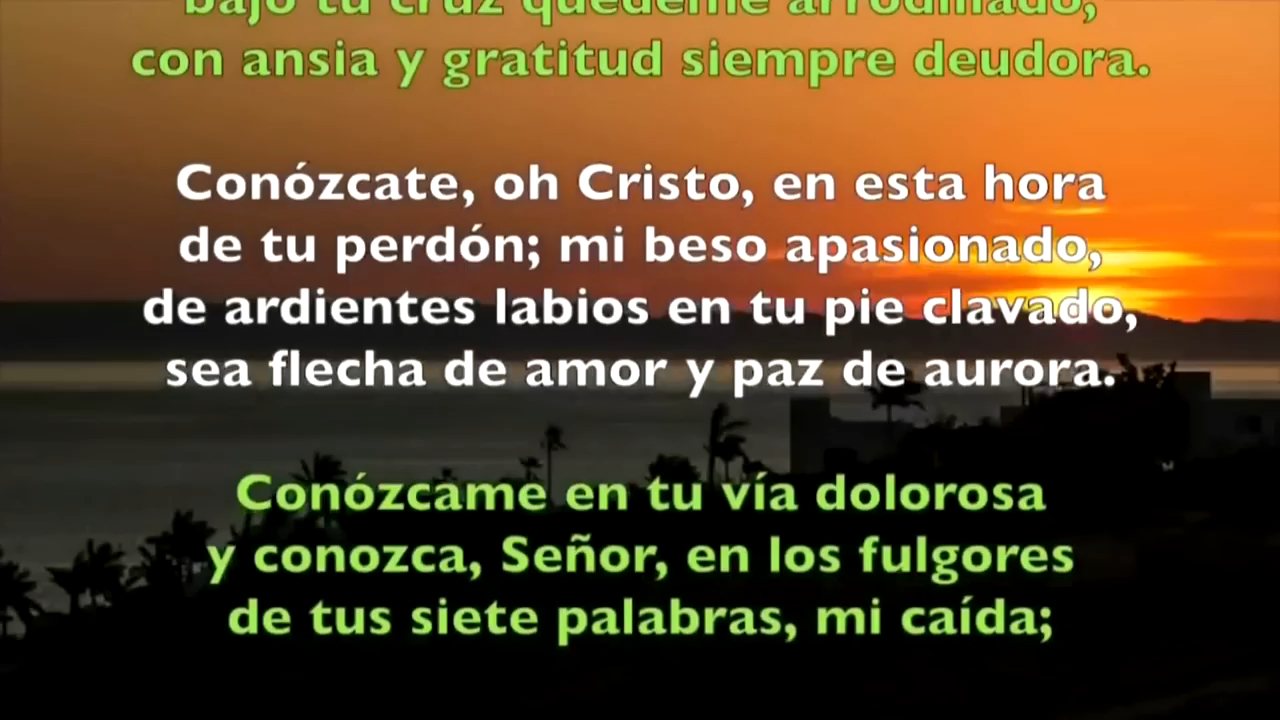 bajo tu cruz quedéme arrodillado,
con ansia y gratitud siempre deudora.
Conózcate, oh Cristo, en esta hora
de tu perdón; mi beso apasionado,
de ardientes labios en tu pie clavado,
sea flecha de amor y paz de aurora.
Conózcame en tu vía dolorosa
y conozca, Señor, en los fulgores
de tus siete palabras, mi caída;